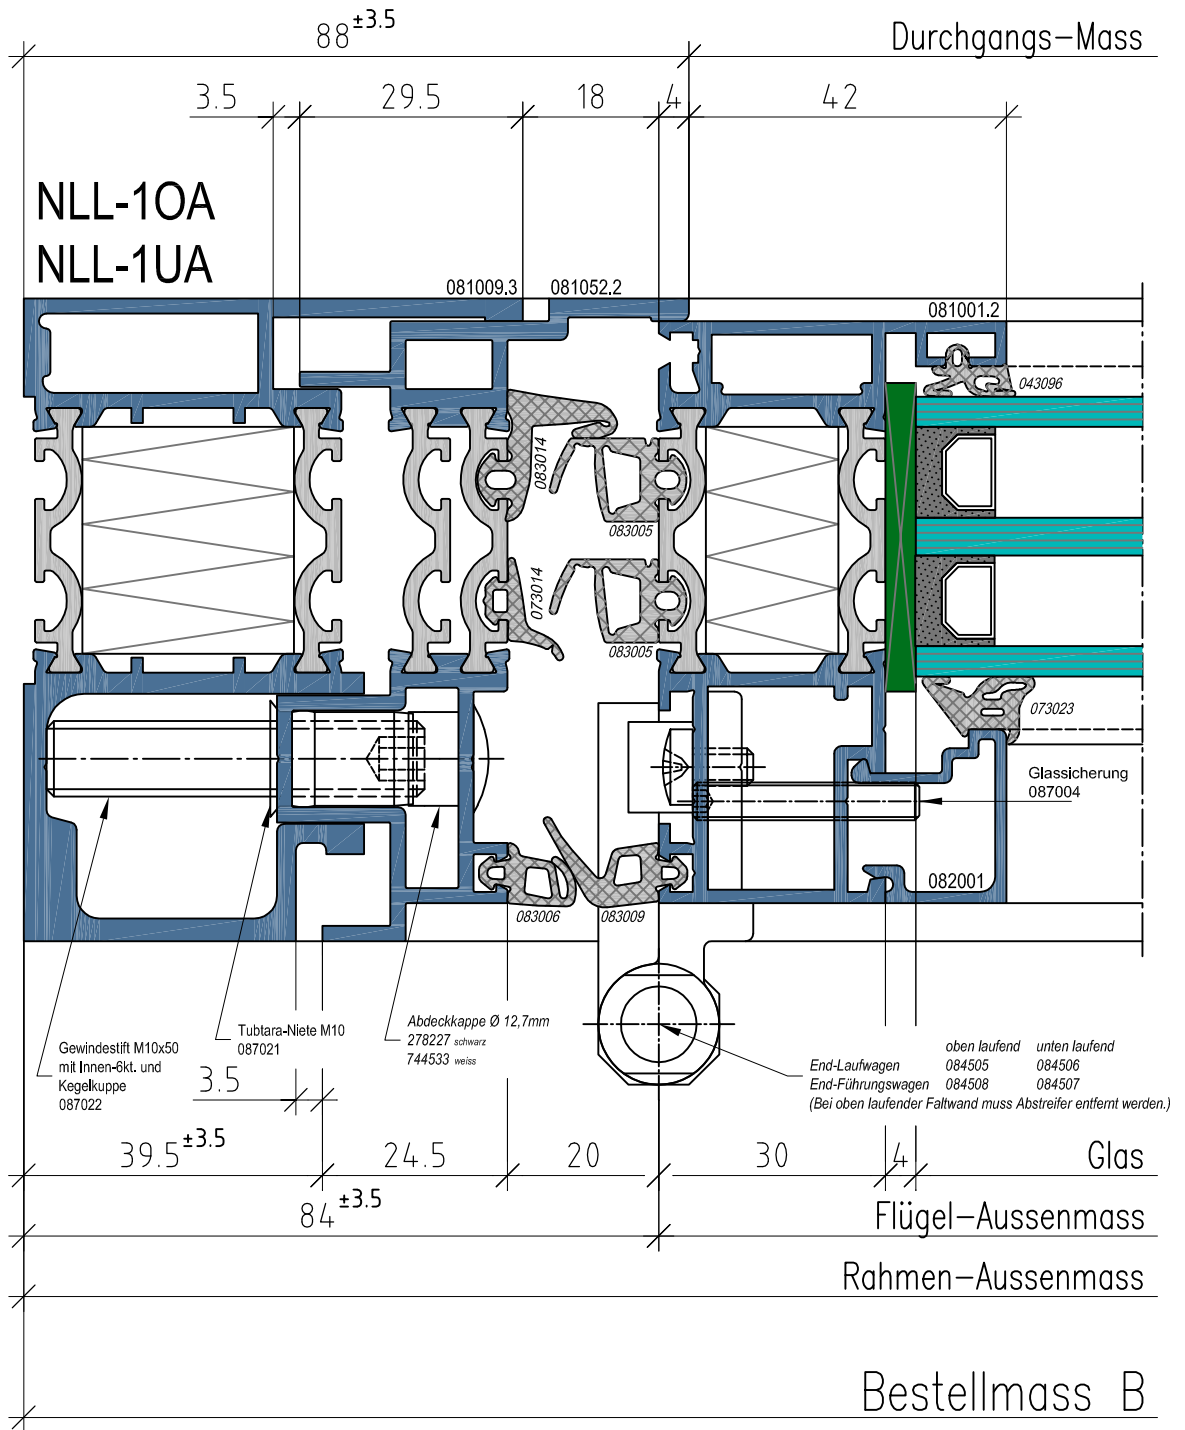 88±3.5
Durchgangs-Mass
3.5
29.5
18
4
42
NLL-1OA
NLL-1UA
081009.3
081052.2
081001.2
043096
083014
083005
073014
083005
073023
Glassicherung
087004
082001
083006
083009
Gewindestift M10x50
mit Innen-6kt. und
Kegelkuppe
087022
Tubtara-Niete M10
087021
Abdeckkappe Ø 12,7mm
278227 schwarz
744533 weiss
oben laufend unten laufend
End-Laufwagen 084505 084506
End-Führungswagen 084508 084507
(Bei oben laufender Faltwand muss Abstreifer entfernt werden.)
3.5
39.5±3.5
24.5
20
30
4
Glas
84±3.5
Flügel-Aussenmass
Rahmen-Aussenmass
Bestellmass B